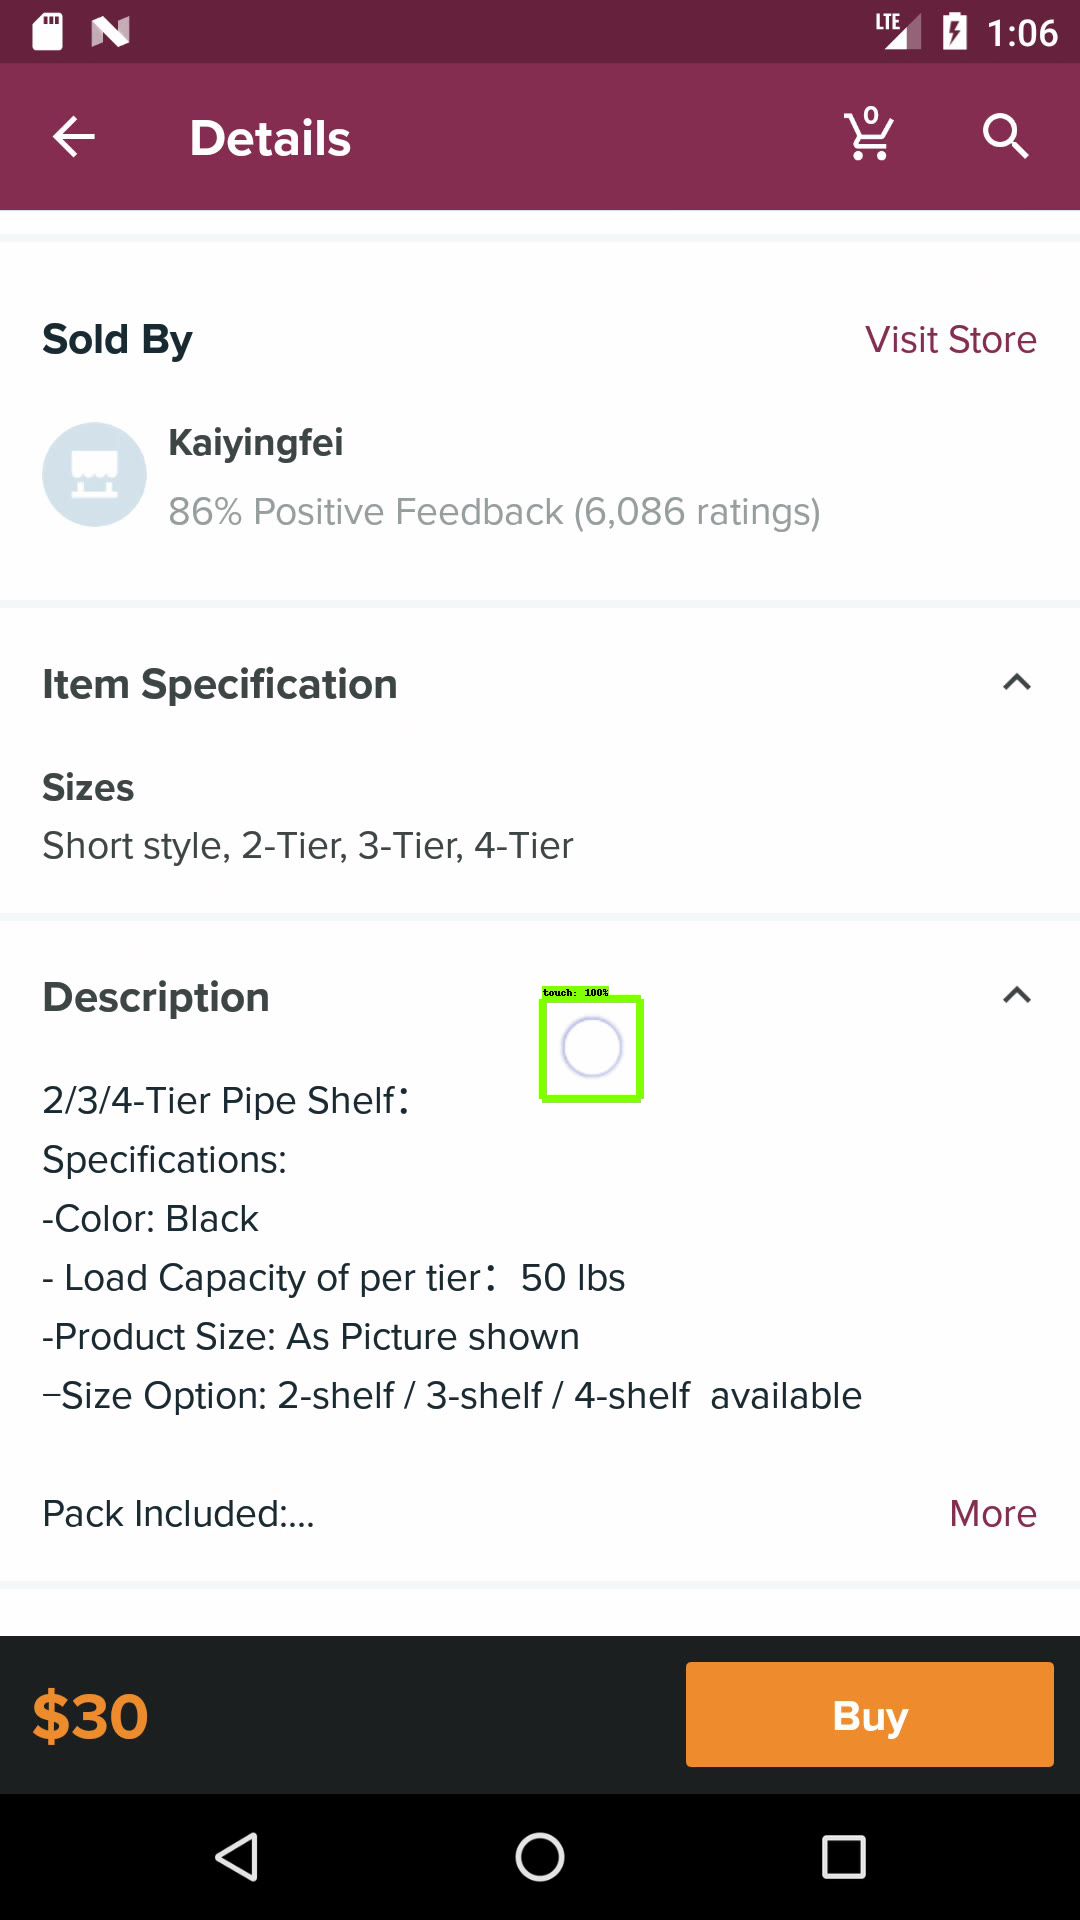 LTE 1:06
Details 0
Sold By Visit Store
Kaiyingfei
86% Positive Feedback (6,086 ratings)
Item Specification
Sizes
Short style, 2-Tier, 3-Tier, 4-Tier
touch: 100%
Description
2/3/4-Tier Pipe Shelf：
Specifications:
-Color: Black
- Load Capacity of per tier：50 lbs
-Product Size: As Picture shown
–Size Option: 2-shelf / 3-shelf / 4-shelf  available
Pack Included:... More
$30 Buy